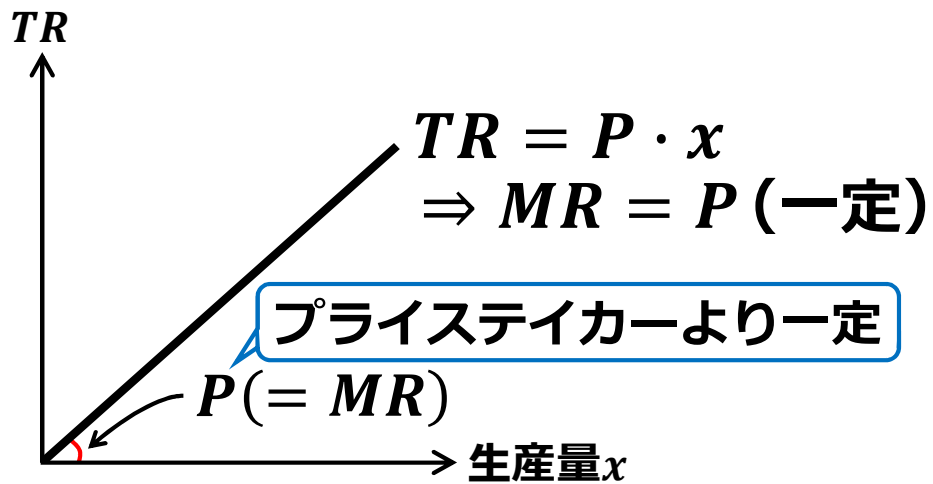 TR
TR = P · x
⇒ MR = P（一定）
プライステイカーより一定
P(= MR)
生産量x